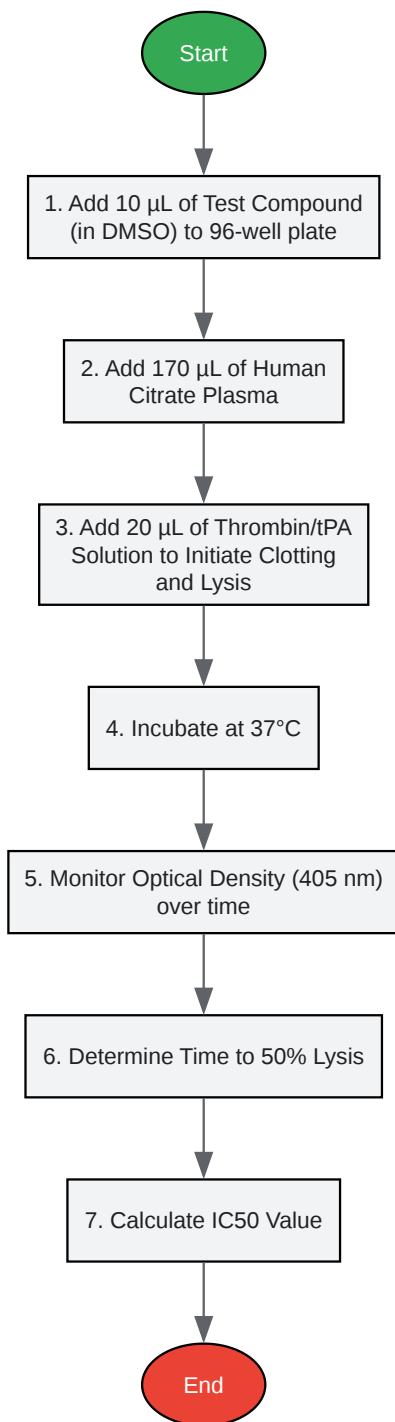 Start
1. Add 10 µL of Test Compound
(in DMSO) to 96-well plate
2. Add 170 µL of Human
Citrate Plasma
3. Add 20 µL of Thrombin/tPA
Solution to Initiate Clotting
and Lysis
4. Incubate at 37°C
5. Monitor Optical Density (405 nm)
over time
6. Determine Time to 50% Lysis
7. Calculate IC50 Value
End